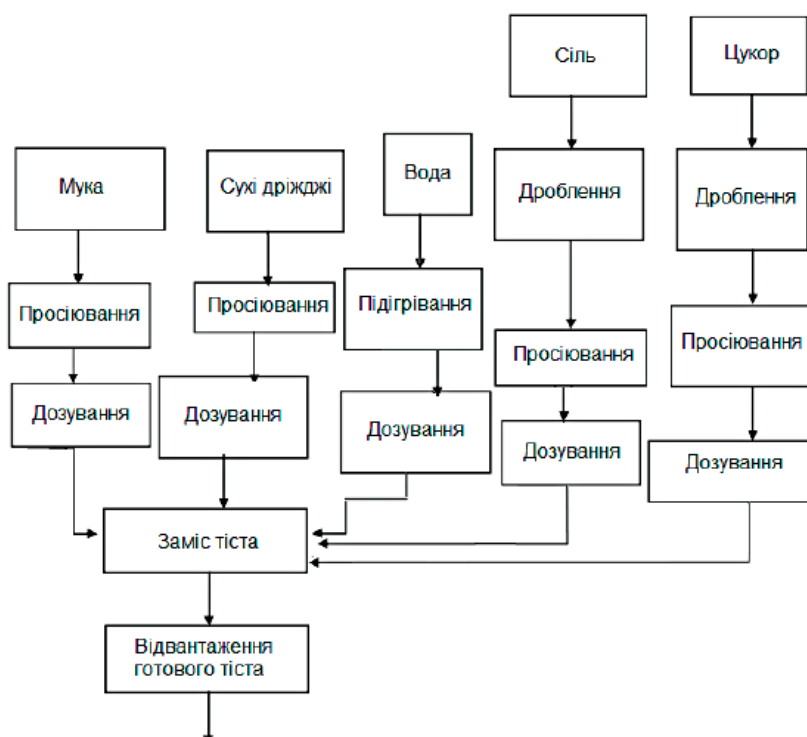 Сіль
Цукор
Мука
Сухі дріжджі
Вода
Дроблення
Дроблення
Просіювання
Просіювання
Підігрівання
Просіювання
Просіювання
Дозування
Дозування
Дозування
Дозування
Дозування
Заміс тіста
Відвантаження
готового тіста